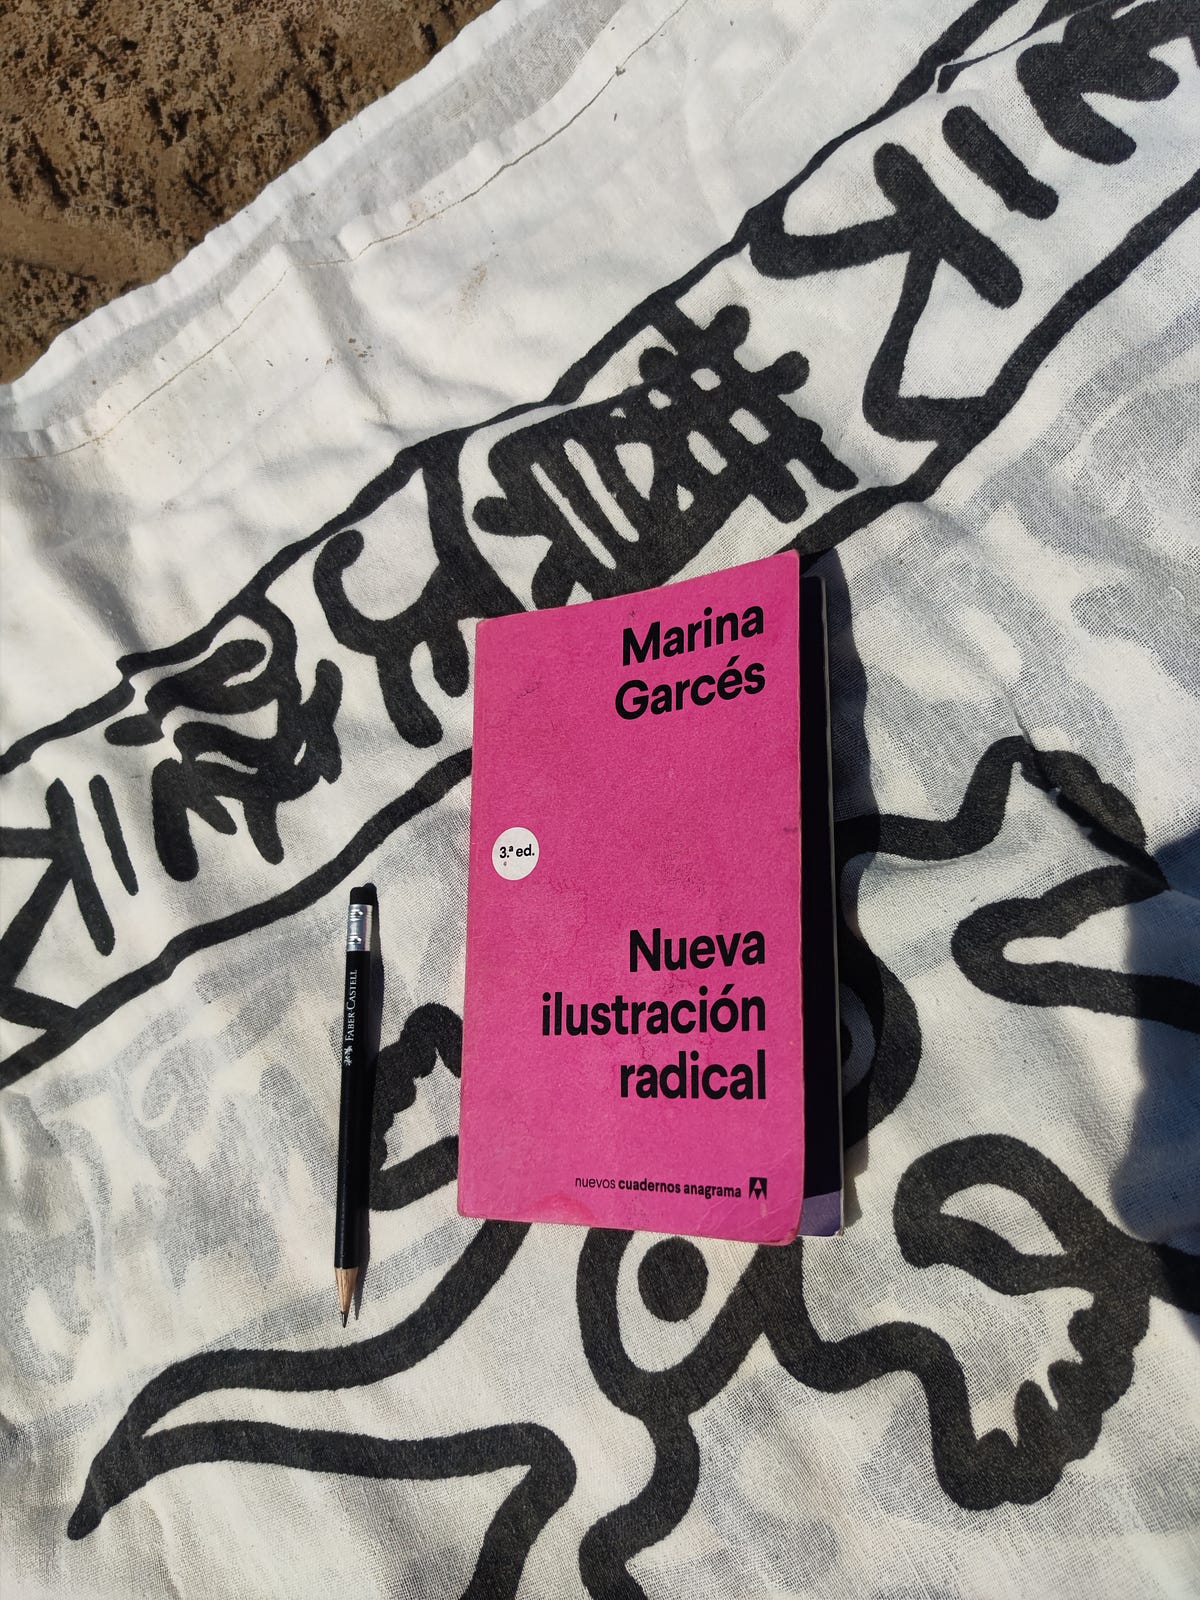 Marina
Garcés
3.ª ed.
Nueva
ilustración
radical
nuevos cuadernos anagrama
FABER CASTELL